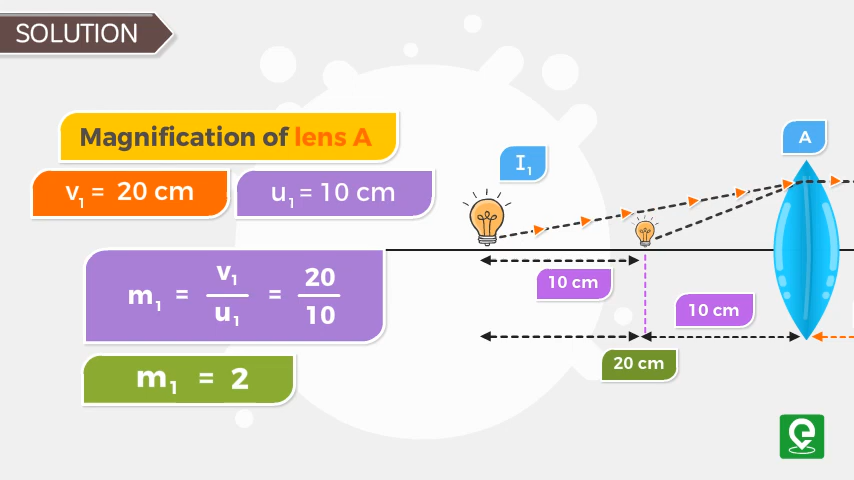 SOLUTION
Magnification of lens A
v₁ = 20 cm
u₁ = 10 cm
m₁ = v₁/u₁ = 20/10
m₁ = 2
I₁
A
10 cm
10 cm
20 cm